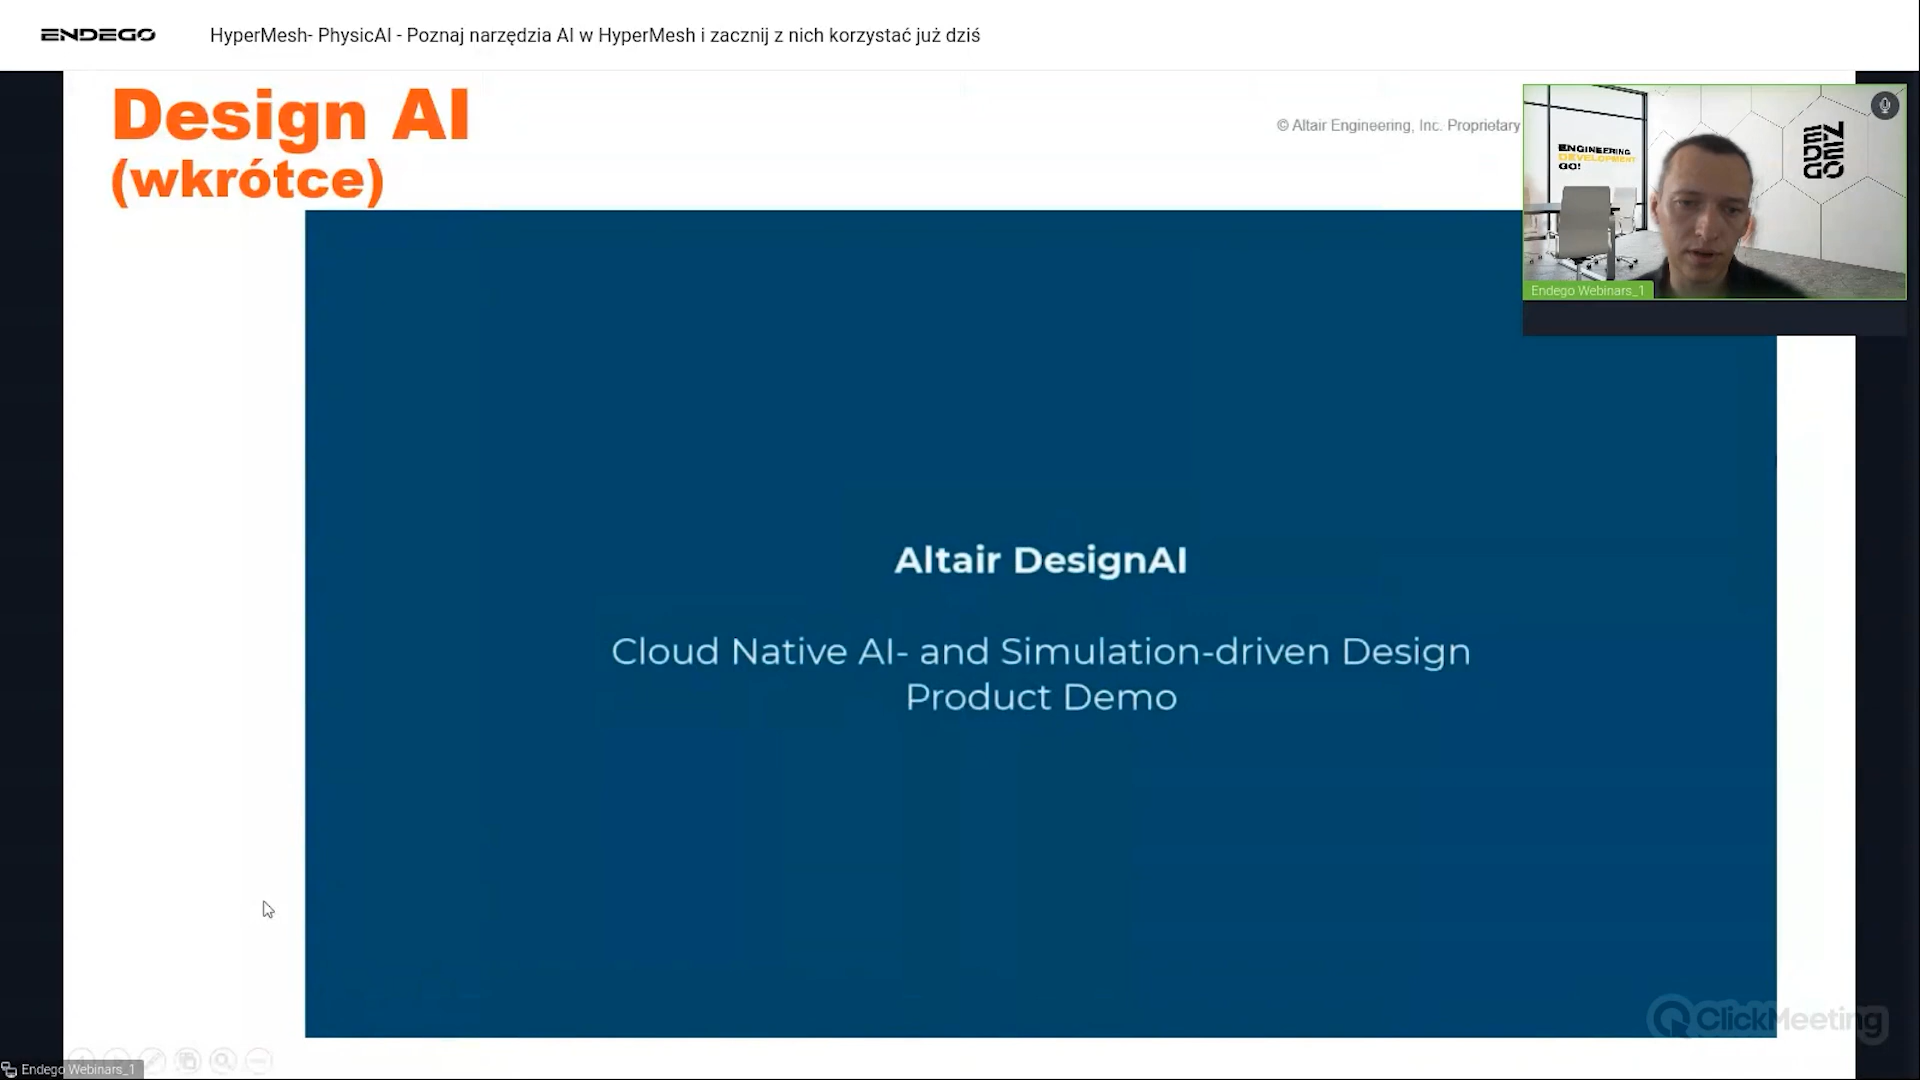 ENDEGO
HyperMesh- PhysicAI - Poznaj narzędzia AI w HyperMesh i zacznij z nich korzystać już dziś
Design AI
(wkrótce)
© Altair Engineering, Inc. Proprietary
ENGINEERING
DEVELOPMENT
GO!
Endego Webinars_1
Altair DesignAI
Cloud Native AI- and Simulation-driven Design
Product Demo
ClickMeeting
Endego Webinars_1